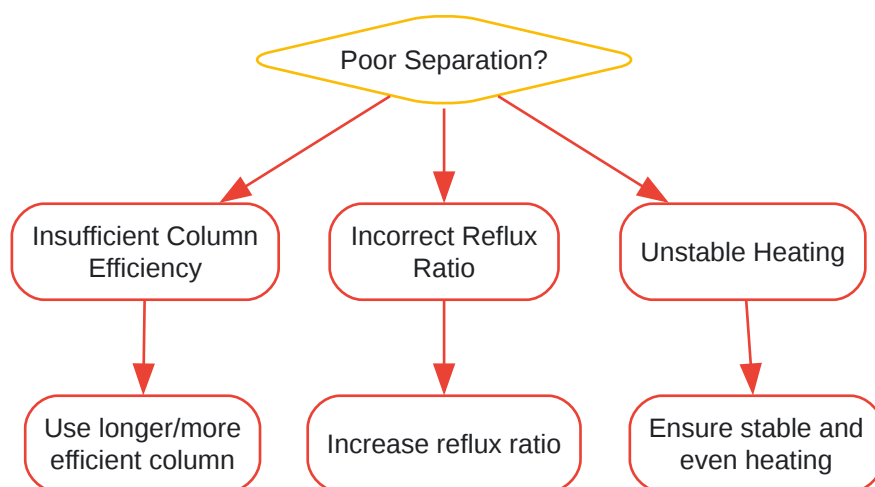 Poor Separation?
Insufficient Column
Efficiency
Incorrect Reflux
Ratio
Unstable Heating
Use longer/more
efficient column
Increase reflux ratio
Ensure stable and
even heating